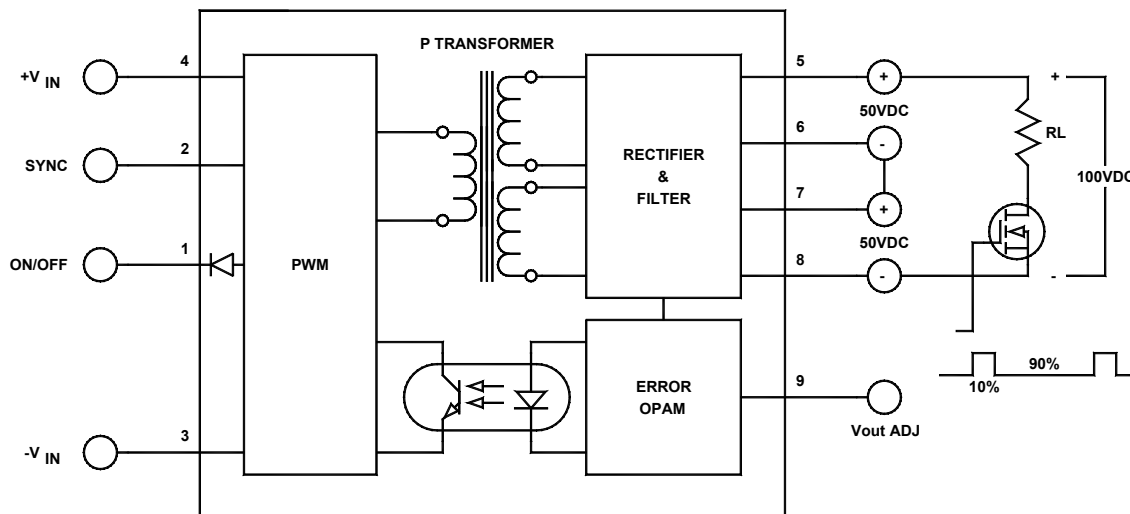 P TRANSFORMER
4
+V IN
2
SYNC
1
ON/OFF
3
-V IN
PWM
RECTIFIER
&
FILTER
ERROR
OPAM
5
+
50VDC
6
-
7
+
50VDC
8
-
9
Vout ADJ
RL
+
100VDC
-
90%
10%